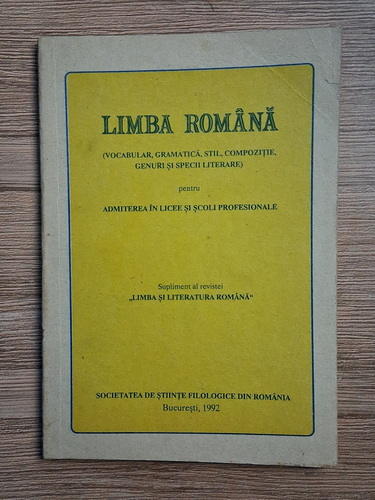 LIMBA ROMÂNĂ
(VOCABULAR, GRAMATICĂ, STIL, COMPOZIȚIE,
GENURI ȘI SPECII LITERARE)
pentru
ADMITEREA ÎN LICEE ȘI ȘCOLI PROFESIONALE
Supliment al revistei
„LIMBA ȘI LITERATURA ROMÂNĂ“
SOCIETATEA DE ȘTIINȚE FILOLOGICE DIN ROMÂNIA
București, 1992